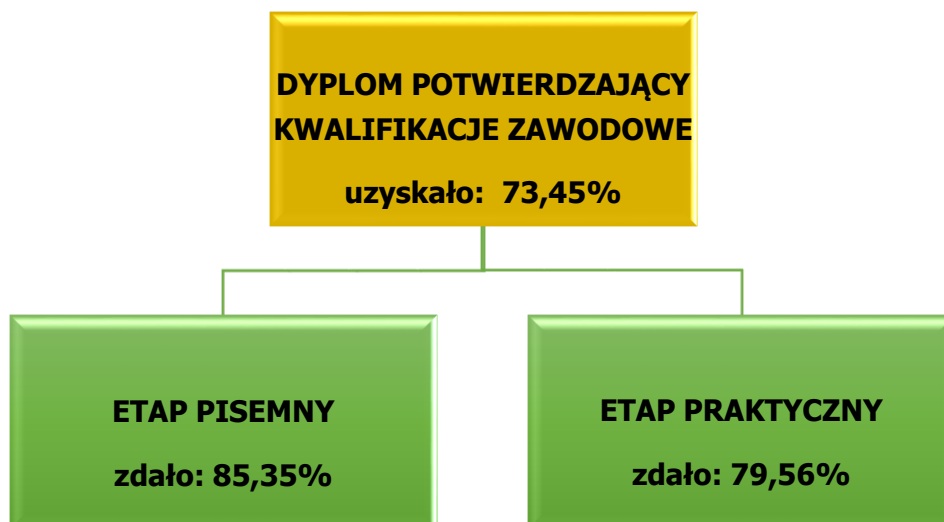 DYPLOM POTWIERDZAJĄCY
KWALIFIKACJE ZAWODOWE
uzyskało: 73,45%
ETAP PISEMNY
zdało: 85,35%
ETAP PRAKTYCZNY
zdało: 79,56%